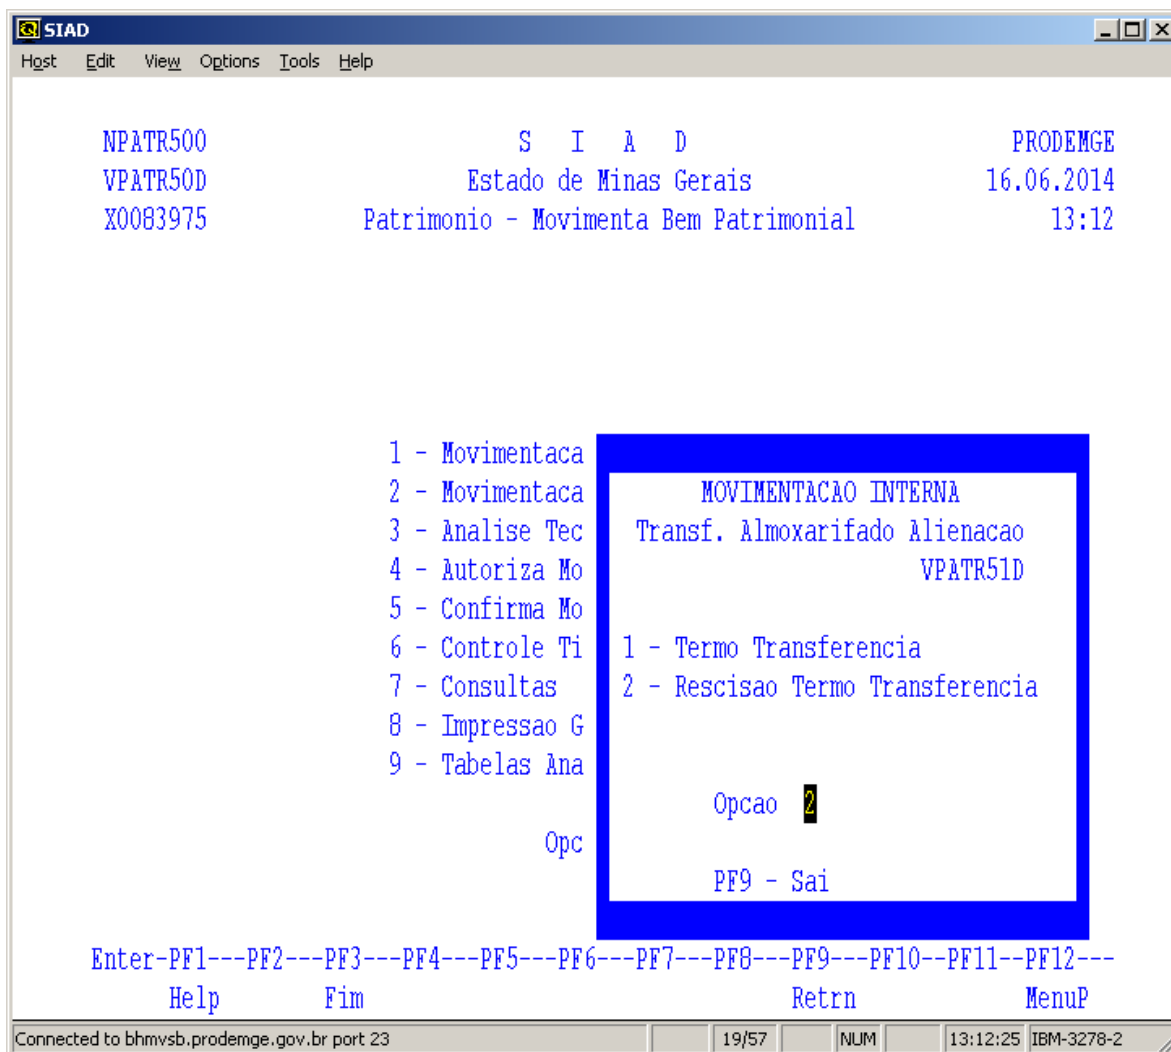 SIAD
Host Edit View Options Tools Help
NPATR500 S I A D PRODEMGE
VPATR50D Estado de Minas Gerais 16.06.2014
X0083975 Patrimonio - Movimenta Bem Patrimonial 13:12
1 - Movimentaca
2 - Movimentaca MOVIMENTACAO INTERNA
3 - Analise Tec Transf. Almoxarifado Alienacao
4 - Autoriza Mo VPATR51D
5 - Confirma Mo
6 - Controle Ti 1 - Termo Transferencia
7 - Consultas 2 - Rescisao Termo Transferencia
8 - Impressao G
9 - Tabelas Ana
Opcao 2
Opc
PF9 - Sai
Enter-PF1---PF2---PF3---PF4---PF5---PF6---PF7---PF8---PF9---PF10--PF11--PF12---
Help Fim Retrn MenuP
Connected to bhmvsb.prodemge.gov.br port 23 19/57 NUM 13:12:25 IBM-3278-2